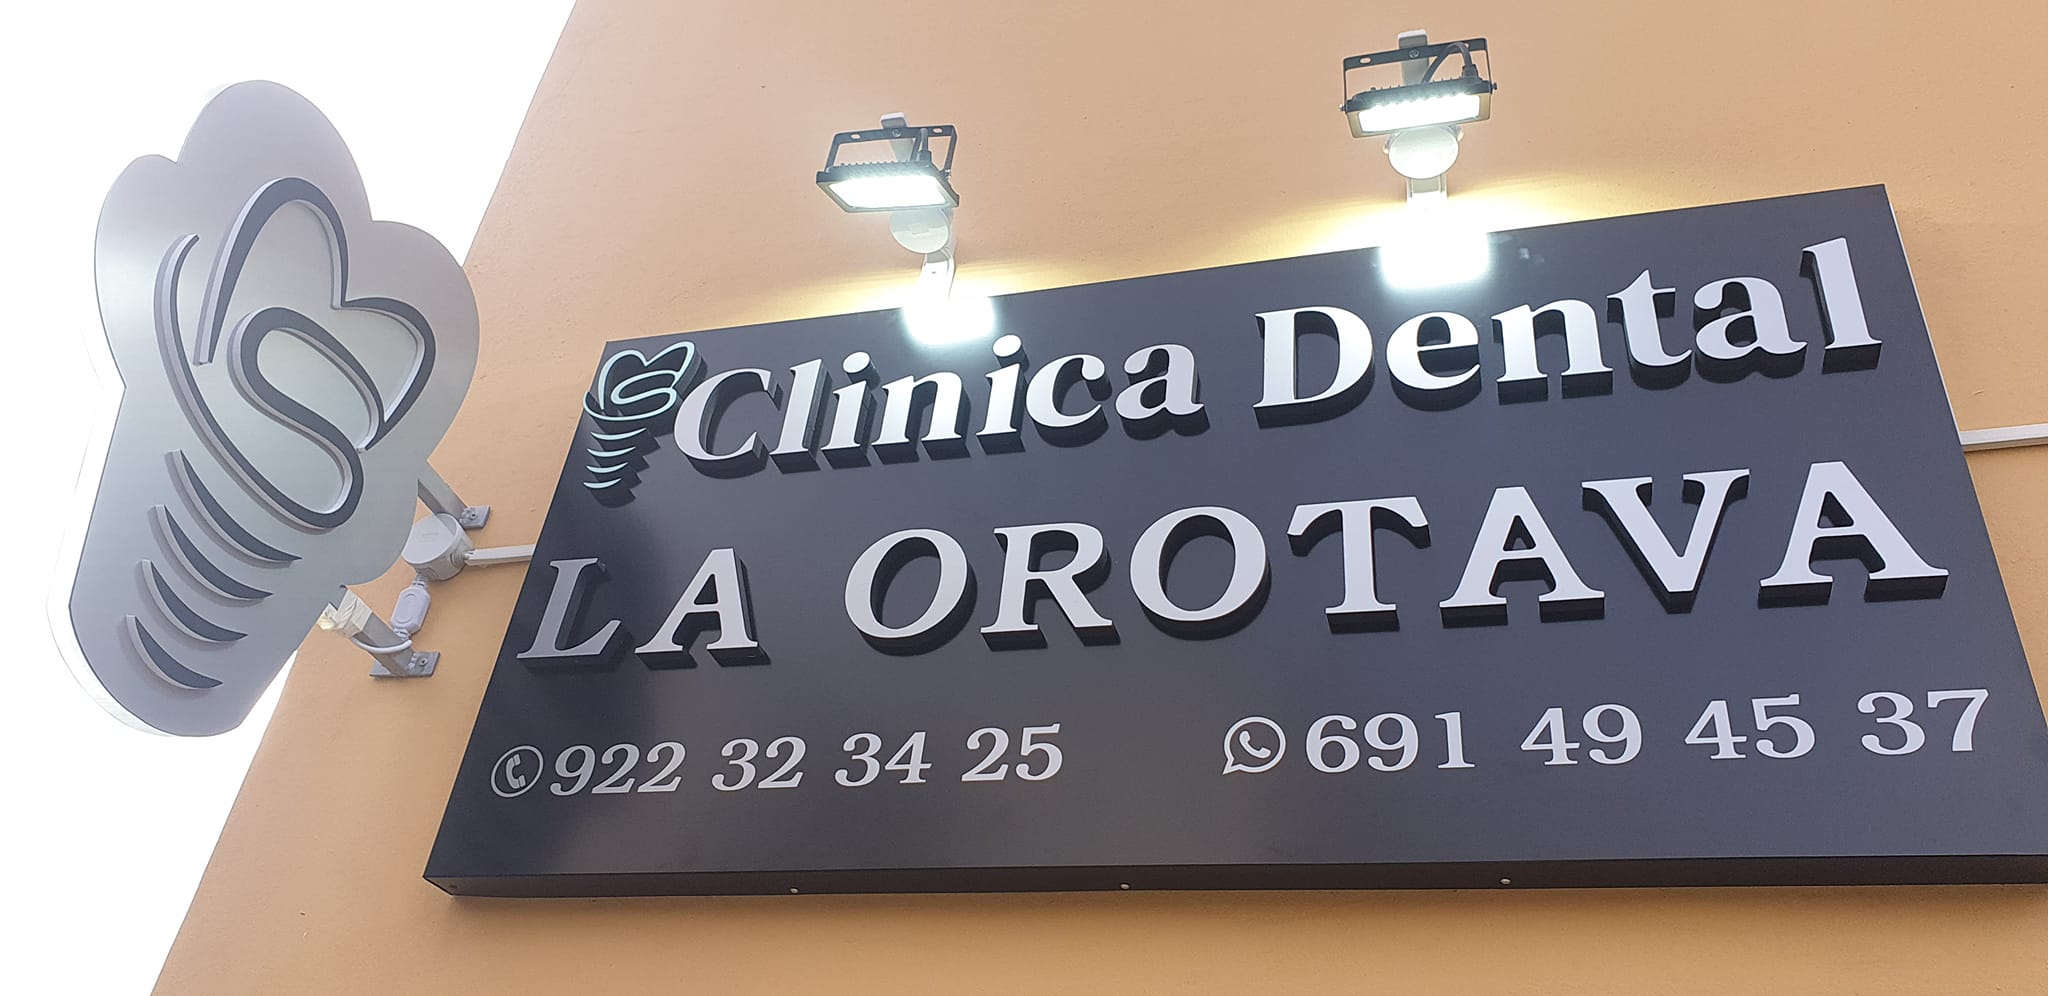 Clinica Dental
LA OROTAVA
922 32 34 25 691 49 45 37